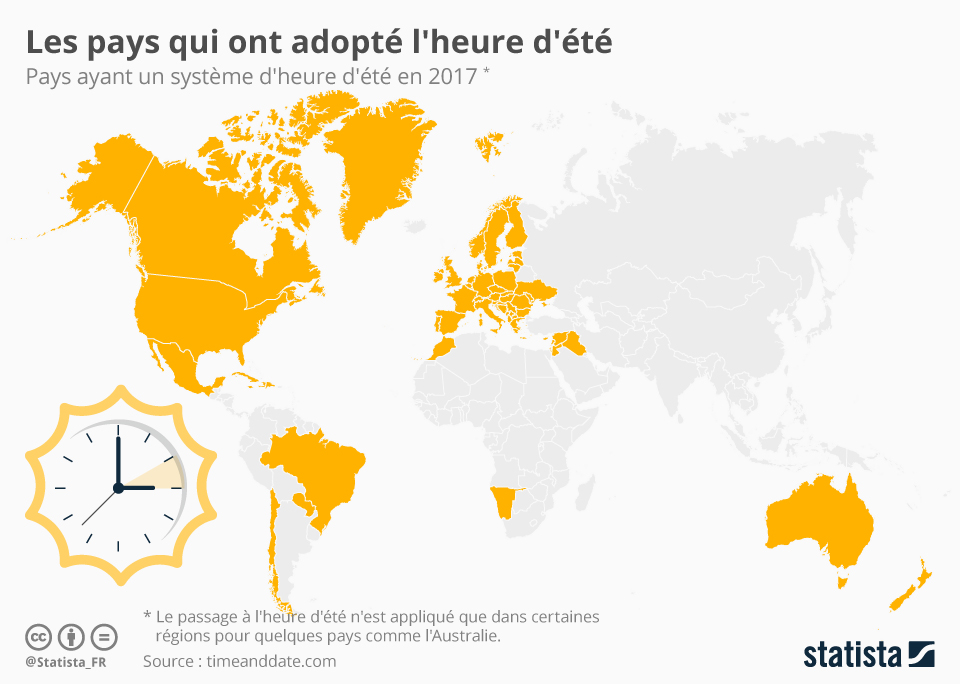 Les pays qui ont adopté l'heure d'été
Pays ayant un système d'heure d'été en 2017 *
* Le passage à l'heure d'été n'est appliqué que dans certaines
régions pour quelques pays comme l'Australie.
cc
@Statista_FR
Source : timeanddate.com
statista